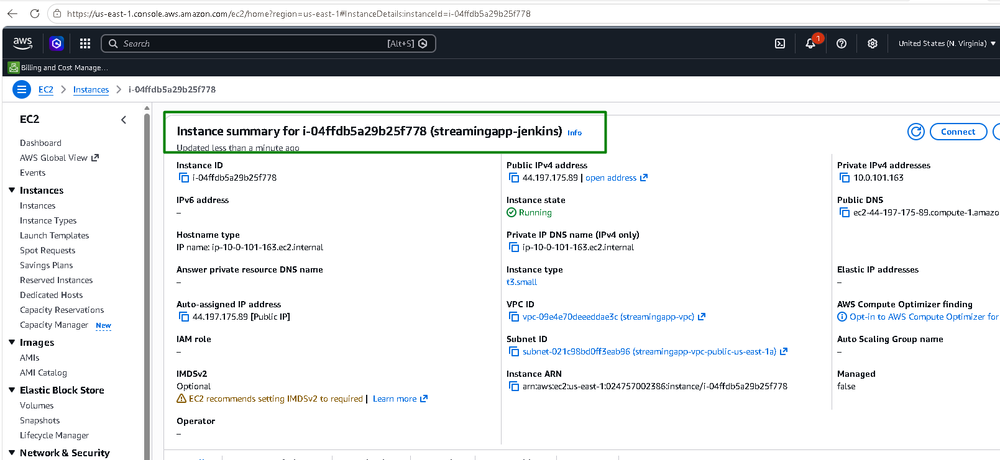 https://us-east-1.console.aws.amazon.com/ec2/home?region=us-east-1#InstanceDetails:instanceId=i-04ffdb5a29b25f778
aws
Search
[Alt+S]
1
United States (N. Virginia)
Billing and Cost Manage...
EC2
Instances
i-04ffdb5a29b25f778
EC2
Dashboard
AWS Global View
Events
Instances
Instances
Instance Types
Launch Templates
Spot Requests
Savings Plans
Reserved Instances
Dedicated Hosts
Capacity Reservations
Capacity Manager New
Images
AMIs
AMI Catalog
Elastic Block Store
Volumes
Snapshots
Lifecycle Manager
Network & Security
Instance summary for i-04ffdb5a29b25f778 (streamingapp-jenkins) Info
Updated less than a minute ago
Connect
Instance ID
i-04ffdb5a29b25f778
IPv6 address
–
Hostname type
IP name: ip-10-0-101-163.ec2.internal
Answer private resource DNS name
–
Auto-assigned IP address
44.197.175.89 [Public IP]
IAM role
–
IMDSv2
Optional
EC2 recommends setting IMDSv2 to required | Learn more
Operator
–
Public IPv4 address
44.197.175.89 | open address
Instance state
Running
Private IP DNS name (IPv4 only)
ip-10-0-101-163.ec2.internal
Instance type
t3.small
VPC ID
vpc-09e4e70deeeddae3c (streamingapp-vpc)
Subnet ID
subnet-021c98bd0ff3eab96 (streamingapp-vpc-public-us-east-1a)
Instance ARN
arn:aws:ec2:us-east-1:024757002386:instance/i-04ffdb5a29b25f778
Private IPv4 addresses
10.0.101.163
Public DNS
ec2-44-197-175-89.compute-1.amazo
Elastic IP addresses
–
AWS Compute Optimizer finding
Opt-in to AWS Compute Optimizer for
Auto Scaling Group name
–
Managed
false